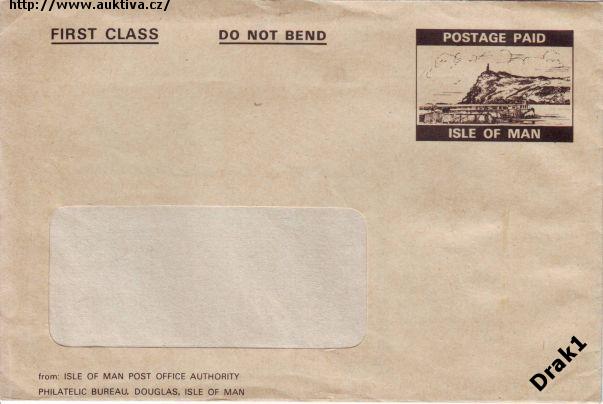 http://www.auktiva.cz/
FIRST CLASS DO NOT BEND
POSTAGE PAID
ISLE OF MAN
from: ISLE OF MAN POST OFFICE AUTHORITY
PHILATELIC BUREAU, DOUGLAS, ISLE OF MAN
Drak1